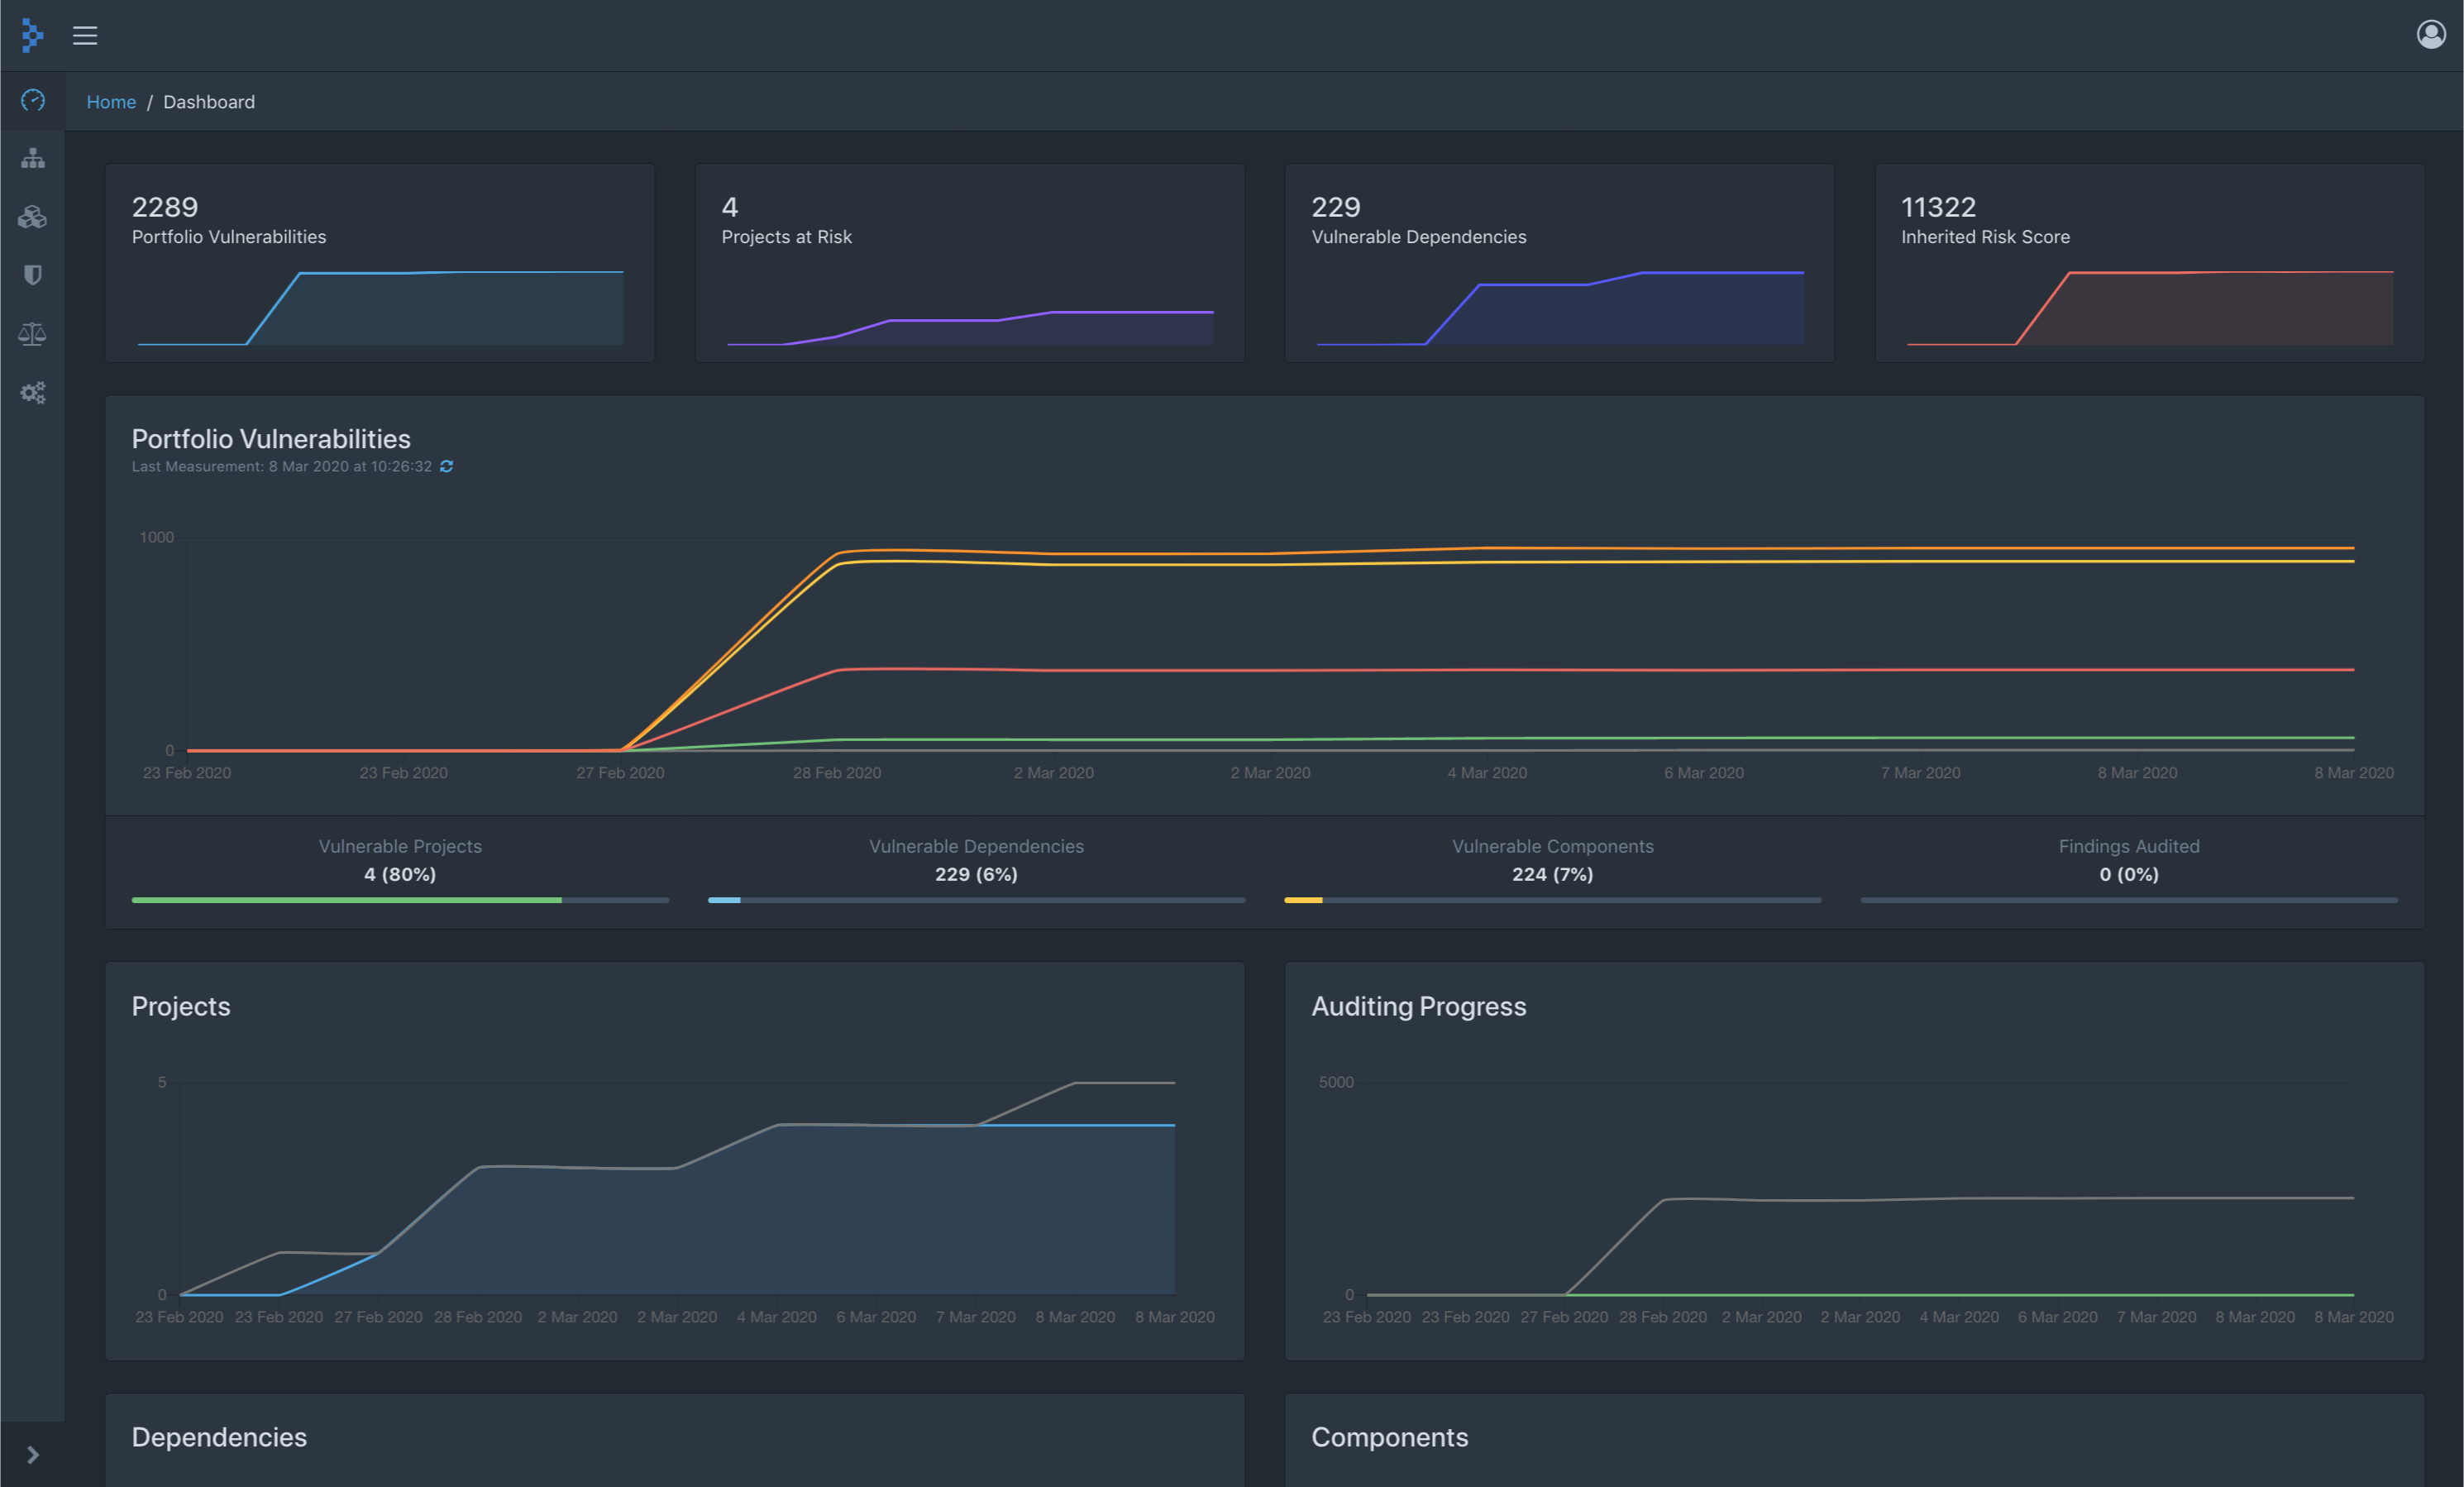 Home / Dashboard
2289
Portfolio Vulnerabilities
4
Projects at Risk
229
Vulnerable Dependencies
11322
Inherited Risk Score
Portfolio Vulnerabilities
Last Measurement: 8 Mar 2020 at 10:26:32
1000
0
23 Feb 2020 23 Feb 2020 27 Feb 2020 28 Feb 2020 2 Mar 2020 2 Mar 2020 4 Mar 2020 6 Mar 2020 7 Mar 2020 8 Mar 2020 8 Mar 2020
Vulnerable Projects
4 (80%)
Vulnerable Dependencies
229 (6%)
Vulnerable Components
224 (7%)
Findings Audited
0 (0%)
Projects
5
0
23 Feb 2020 23 Feb 2020 27 Feb 2020 28 Feb 2020 2 Mar 2020 2 Mar 2020 4 Mar 2020 6 Mar 2020 7 Mar 2020 8 Mar 2020 8 Mar 2020
Auditing Progress
5000
0
23 Feb 2020 23 Feb 2020 27 Feb 2020 28 Feb 2020 2 Mar 2020 2 Mar 2020 4 Mar 2020 6 Mar 2020 7 Mar 2020 8 Mar 2020 8 Mar 2020
Dependencies
Components